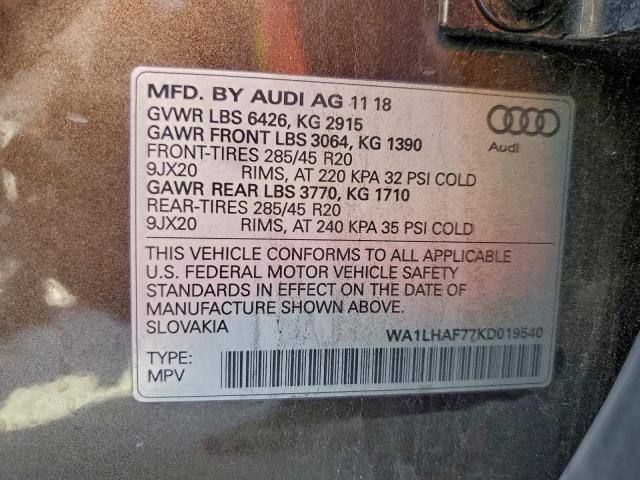 MFD. BY AUDI AG 11 18
GVWR LBS 6426, KG 2915
GAWR FRONT LBS 3064, KG 1390
FRONT-TIRES 285/45 R20
9JX20 RIMS, AT 220 KPA 32 PSI COLD
GAWR REAR LBS 3770, KG 1710
REAR-TIRES 285/45 R20
9JX20 RIMS, AT 240 KPA 35 PSI COLD
Audi
THIS VEHICLE CONFORMS TO ALL APPLICABLE
U.S. FEDERAL MOTOR VEHICLE SAFETY
STANDARDS IN EFFECT ON THE DATE OF
MANUFACTURE SHOWN ABOVE.
SLOVAKIA
WA1LHAF77KD019540
TYPE:
MPV